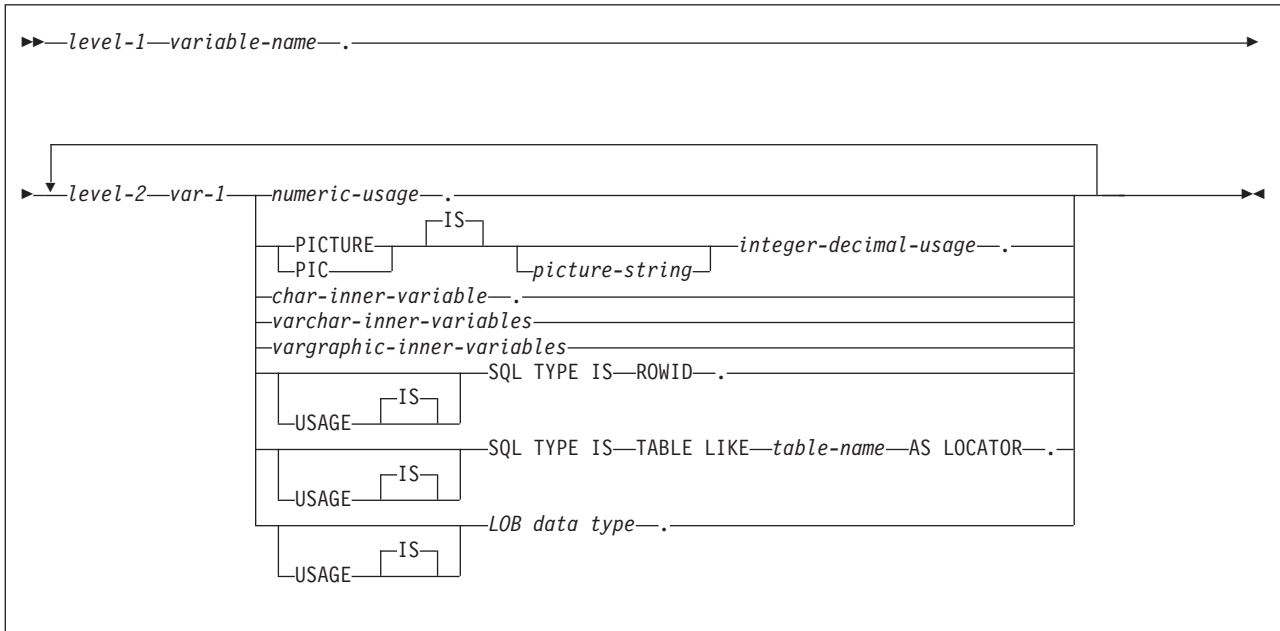 level-1 variable-name .
level-2 var-1 numeric-usage .
IS
PICTURE integer-decimal-usage .
PIC picture-string
char-inner-variable .
varchar-inner-variables
vargraphic-inner-variables
SQL TYPE IS ROWID .
IS
USAGE
SQL TYPE IS TABLE LIKE table-name AS LOCATOR .
IS
USAGE
LOB data type .
IS
USAGE